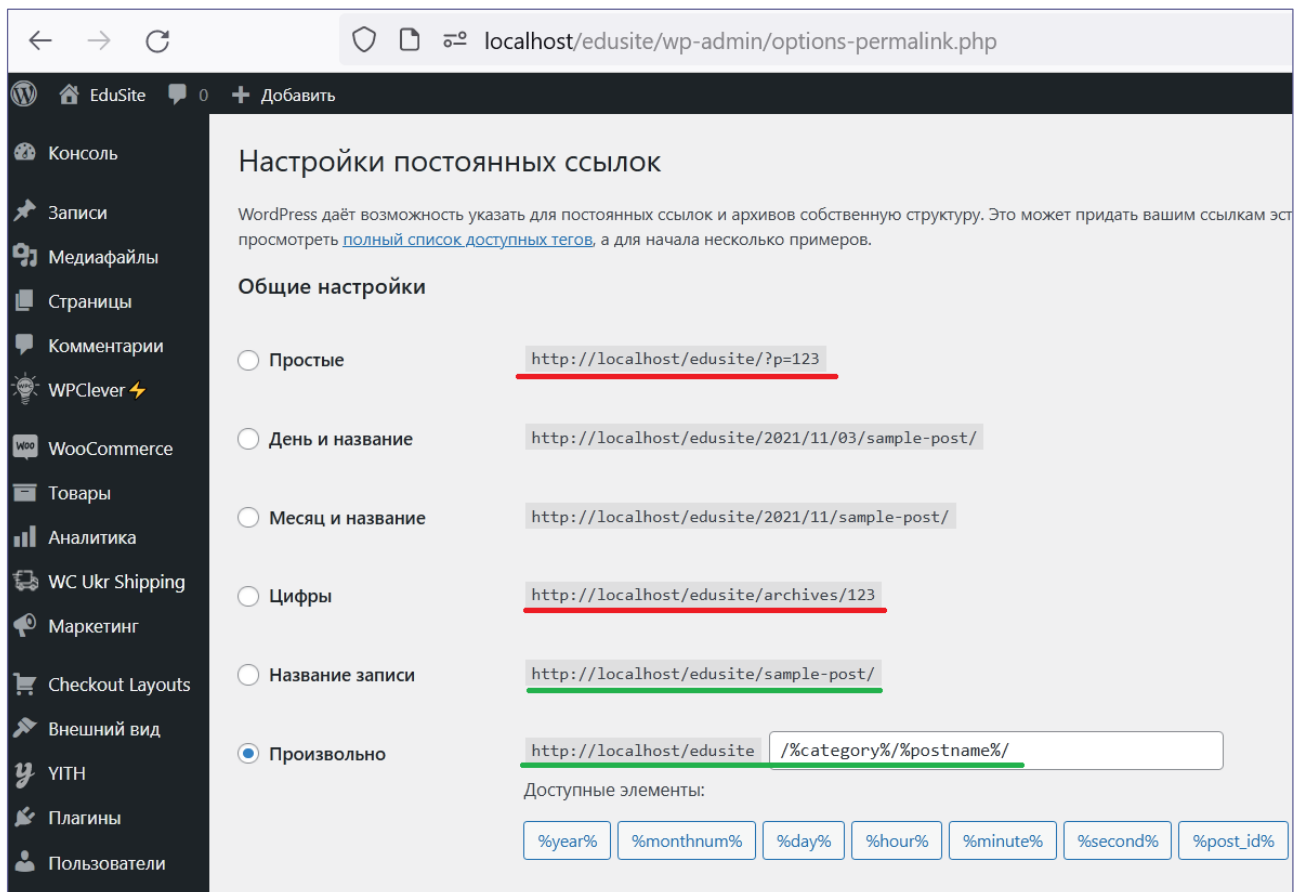 localhost/edusite/wp-admin/options-permalink.php
EduSite 0 Добавить
Консоль
Записи
Медиафайлы
Страницы
Комментарии
WPClever⚡
WooCommerce
Товары
Аналитика
WC Ukr Shipping
Маркетинг
Checkout Layouts
Внешний вид
YITH
Плагины
Пользователи
Настройки постоянных ссылок
WordPress даёт возможность указать для постоянных ссылок и архивов собственную структуру. Это может придать вашим ссылкам эст
просмотреть полный список доступных тегов, а для начала несколько примеров.
Общие настройки
Простые http://localhost/edusite/?p=123
День и название http://localhost/edusite/2021/11/03/sample-post/
Месяц и название http://localhost/edusite/2021/11/sample-post/
Цифры http://localhost/edusite/archives/123
Название записи http://localhost/edusite/sample-post/
Произвольно http://localhost/edusite /%category%/%postname%/
Доступные элементы:
%year% %monthnum% %day% %hour% %minute% %second% %post_id%